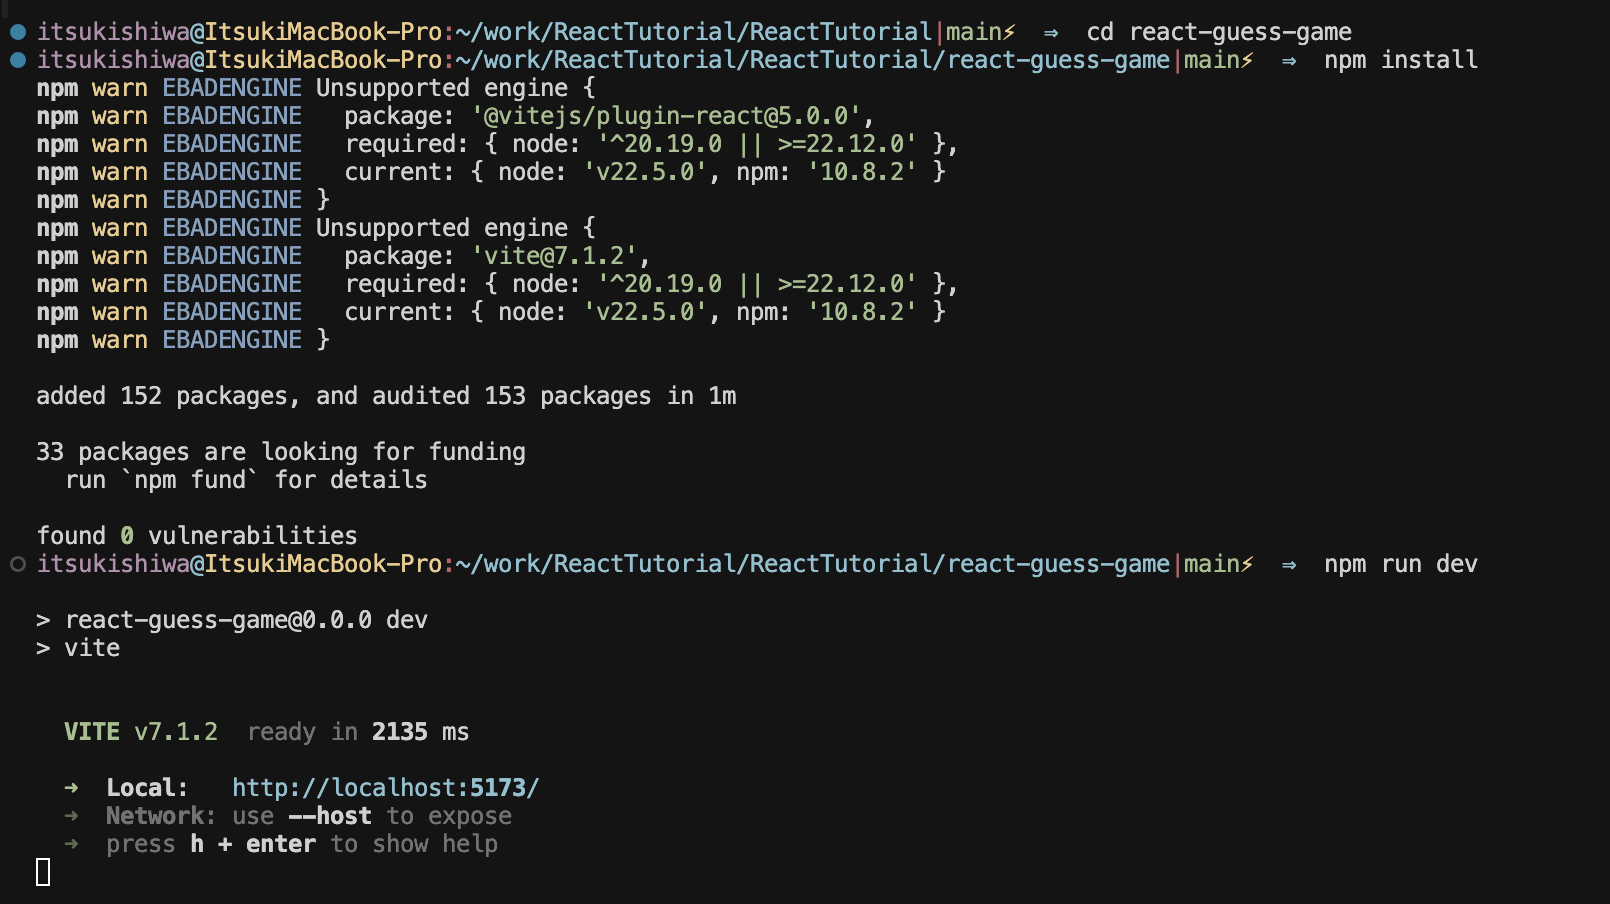 itsukishiwa@ItsukiMacBook-Pro:~/work/ReactTutorial/ReactTutorial|main⚡ ⇒ cd react-guess-game
itsukishiwa@ItsukiMacBook-Pro:~/work/ReactTutorial/ReactTutorial/react-guess-game|main⚡ ⇒ npm install
npm warn EBADENGINE Unsupported engine {
npm warn EBADENGINE   package: '@vitejs/plugin-react@5.0.0',
npm warn EBADENGINE   required: { node: '^20.19.0 || >=22.12.0' },
npm warn EBADENGINE   current: { node: 'v22.5.0', npm: '10.8.2' }
npm warn EBADENGINE }
npm warn EBADENGINE Unsupported engine {
npm warn EBADENGINE   package: 'vite@7.1.2',
npm warn EBADENGINE   required: { node: '^20.19.0 || >=22.12.0' },
npm warn EBADENGINE   current: { node: 'v22.5.0', npm: '10.8.2' }
npm warn EBADENGINE }
added 152 packages, and audited 153 packages in 1m
33 packages are looking for funding
  run `npm fund` for details
found 0 vulnerabilities
itsukishiwa@ItsukiMacBook-Pro:~/work/ReactTutorial/ReactTutorial/react-guess-game|main⚡ ⇒ npm run dev
> react-guess-game@0.0.0 dev
> vite
VITE v7.1.2  ready in 2135 ms
➜  Local:   http://localhost:5173/
➜  Network: use --host to expose
➜  press h + enter to show help